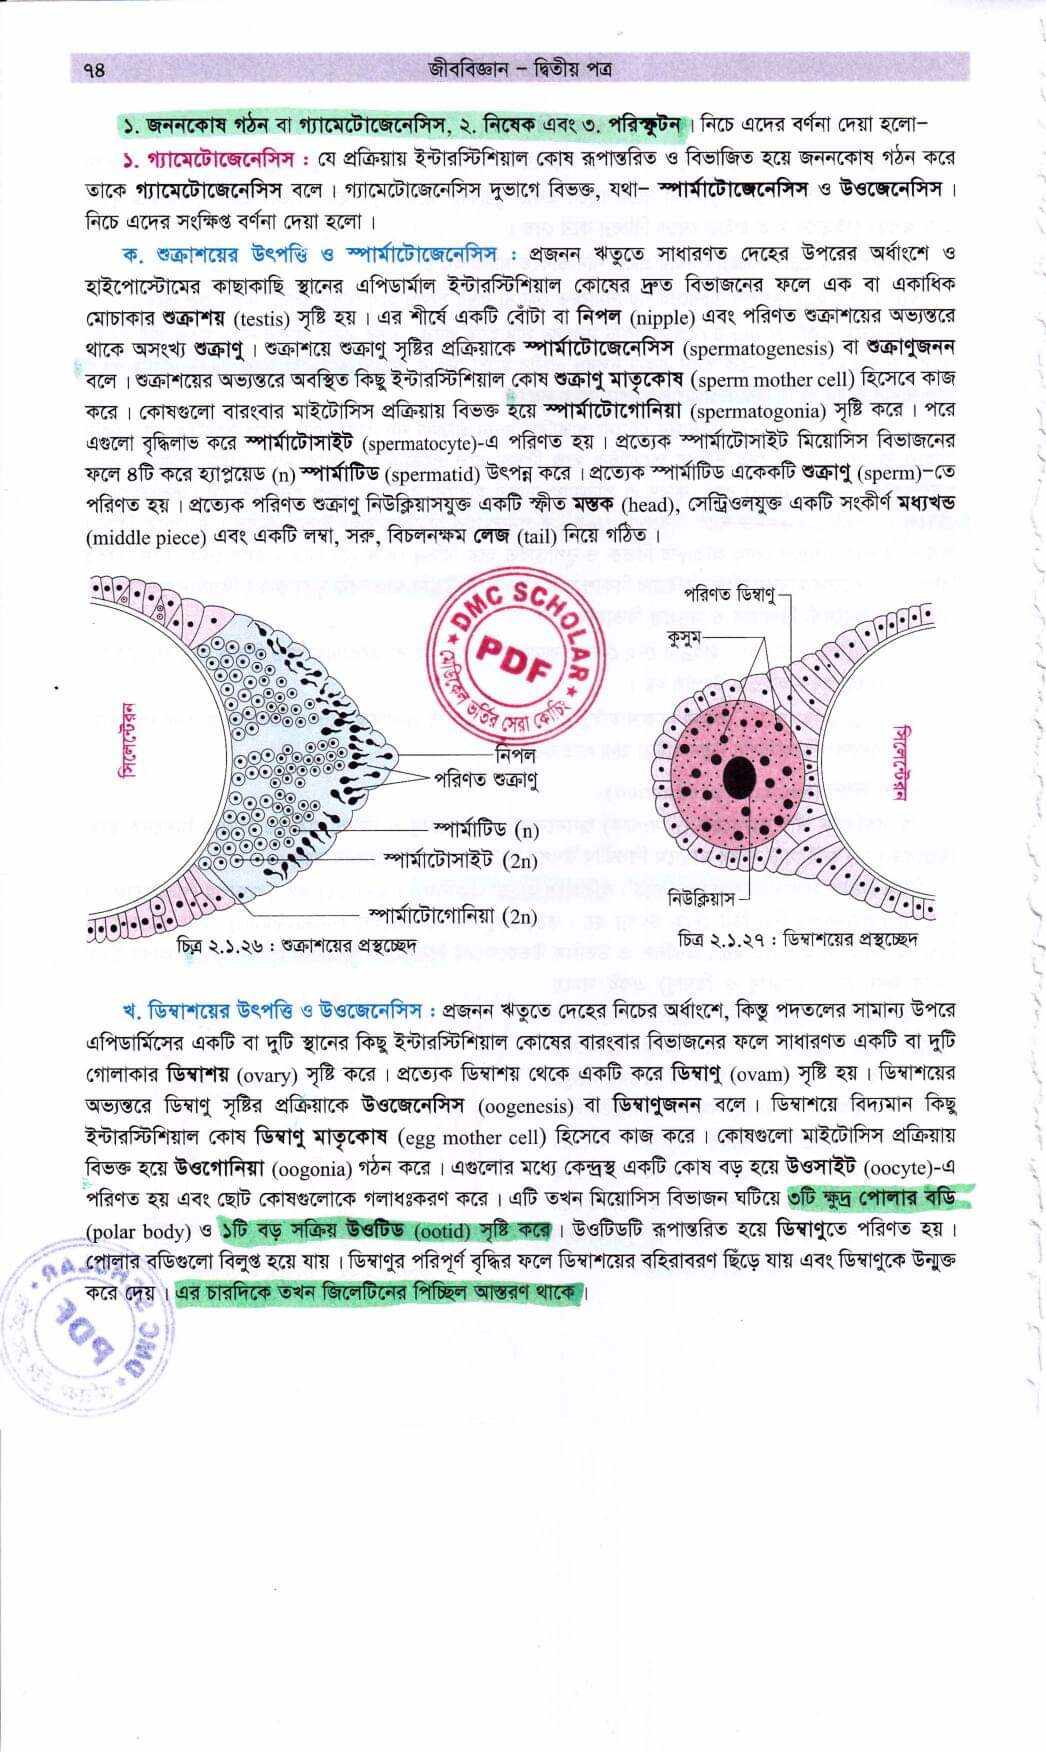 ৭৪
জীববিজ্ঞান – দ্বিতীয় পত্র
১. জননকোষ গঠন বা গ্যামেটোজেনেসিস, ২. নিষেক এবং ৩. পরিস্ফুটন। নিচে এদের বর্ণনা দেয়া হলো–
১. গ্যামেটোজেনেসিস : যে প্রক্রিয়ায় ইন্টারস্টিশিয়াল কোষ রূপান্তরিত ও বিভাজিত হয়ে জননকোষ গঠন করে
তাকে গ্যামেটোজেনেসিস বলে। গ্যামেটোজেনেসিস দুভাগে বিভক্ত, যথা– স্পার্মাটোজেনেসিস ও উওজেনেসিস।
নিচে এদের সংক্ষিপ্ত বর্ণনা দেয়া হলো।
ক. শুক্রাশয়ের উৎপত্তি ও স্পার্মাটোজেনেসিস : প্রজনন ঋতুতে সাধারণত দেহের উপরের অর্ধাংশে ও
হাইপোস্টোমের কাছাকাছি স্থানের এপিডার্মাল ইন্টারস্টিশিয়াল কোষের দ্রুত বিভাজনের ফলে এক বা একাধিক
মোচাকার শুক্রাশয় (testis) সৃষ্টি হয়। এর শীর্ষে একটি বোঁটা বা নিপল (nipple) এবং পরিণত শুক্রাশয়ের অভ্যন্তরে
থাকে অসংখ্য শুক্রাণু। শুক্রাশয়ে শুক্রাণু সৃষ্টির প্রক্রিয়াকে স্পার্মাটোজেনেসিস (spermatogenesis) বা শুক্রাণুজনন
বলে। শুক্রাশয়ের অভ্যন্তরে অবস্থিত কিছু ইন্টারস্টিশিয়াল কোষ শুক্রাণু মাতৃকোষ (sperm mother cell) হিসেবে কাজ
করে। কোষগুলো বারংবার মাইটোসিস প্রক্রিয়ায় বিভক্ত হয়ে স্পার্মাটোগোনিয়া (spermatogonia) সৃষ্টি করে। পরে
এগুলো বৃদ্ধিলাভ করে স্পার্মাটোসাইট (spermatocyte)-এ পরিণত হয়। প্রত্যেক স্পার্মাটোসাইট মিয়োসিস বিভাজনের
ফলে ৪টি করে হ্যাপ্লয়েড (n) স্পার্মাটিড (spermatid) উৎপন্ন করে। প্রত্যেক স্পার্মাটিড একেকটি শুক্রাণু (sperm)–তে
পরিণত হয়। প্রত্যেক পরিণত শুক্রাণু নিউক্লিয়াসযুক্ত একটি স্ফীত মস্তক (head), সেন্ট্রিওলযুক্ত একটি সংকীর্ণ মধ্যখন্ড
(middle piece) এবং একটি লম্বা, সরু, বিচলনক্ষম লেজ (tail) নিয়ে গঠিত।
DMC SCHOLAR
PDF
মেডিকেল ভর্তির সেরা কোচিং
সিলেন্টেরন
নিপল
পরিণত শুক্রাণু
স্পার্মাটিড (n)
স্পার্মাটোসাইট (2n)
স্পার্মাটোগোনিয়া (2n)
চিত্র ২.১.২৬ : শুক্রাশয়ের প্রস্থচ্ছেদ
পরিণত ডিম্বাণু
কুসুম
সিলেন্টেরন
নিউক্লিয়াস
চিত্র ২.১.২৭ : ডিম্বাশয়ের প্রস্থচ্ছেদ
খ. ডিম্বাশয়ের উৎপত্তি ও উওজেনেসিস : প্রজনন ঋতুতে দেহের নিচের অর্ধাংশে, কিন্তু পদতলের সামান্য উপরে
এপিডার্মিসের একটি বা দুটি স্থানের কিছু ইন্টারস্টিশিয়াল কোষের বারংবার বিভাজনের ফলে সাধারণত একটি বা দুটি
গোলাকার ডিম্বাশয় (ovary) সৃষ্টি করে। প্রত্যেক ডিম্বাশয় থেকে একটি করে ডিম্বাণু (ovam) সৃষ্টি হয়। ডিম্বাশয়ের
অভ্যন্তরে ডিম্বাণু সৃষ্টির প্রক্রিয়াকে উওজেনেসিস (oogenesis) বা ডিম্বাণুজনন বলে। ডিম্বাশয়ে বিদ্যমান কিছু
ইন্টারস্টিশিয়াল কোষ ডিম্বাণু মাতৃকোষ (egg mother cell) হিসেবে কাজ করে। কোষগুলো মাইটোসিস প্রক্রিয়ায়
বিভক্ত হয়ে উওগোনিয়া (oogonia) গঠন করে। এগুলোর মধ্যে কেন্দ্রস্থ একটি কোষ বড় হয়ে উওসাইট (oocyte)-এ
পরিণত হয় এবং ছোট কোষগুলোকে গলাধঃকরণ করে। এটি তখন মিয়োসিস বিভাজন ঘটিয়ে ৩টি ক্ষুদ্র পোলার বডি
(polar body) ও ১টি বড় সক্রিয় উওটিড (ootid) সৃষ্টি করে। উওটিডটি রূপান্তরিত হয়ে ডিম্বাণুতে পরিণত হয়।
পোলার বডিগুলো বিলুপ্ত হয়ে যায়। ডিম্বাণুর পরিপূর্ণ বৃদ্ধির ফলে ডিম্বাশয়ের বহিরাবরণ ছিঁড়ে যায় এবং ডিম্বাণুকে উন্মুক্ত
করে দেয়। এর চারদিকে তখন জিলেটিনের পিচ্ছিল আস্তরণ থাকে।